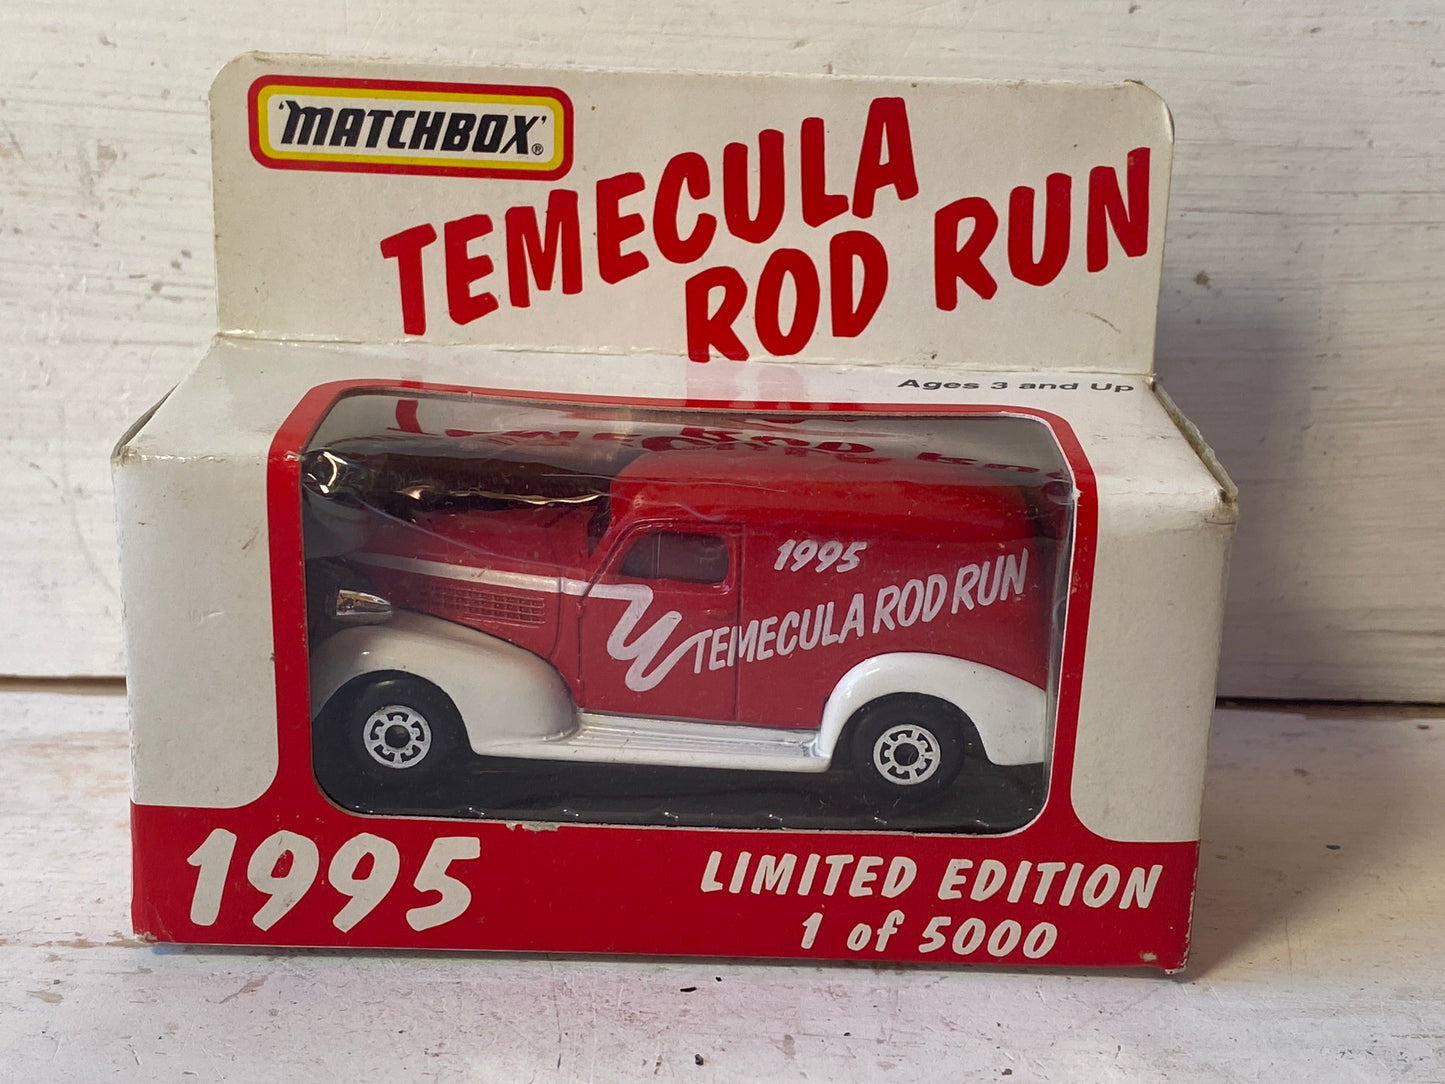 'MATCHBOX'®
TEMECULA
ROD RUN
Ages 3 and Up
1995
TEMECULA ROD RUN
1995
LIMITED EDITION
1 of 5000